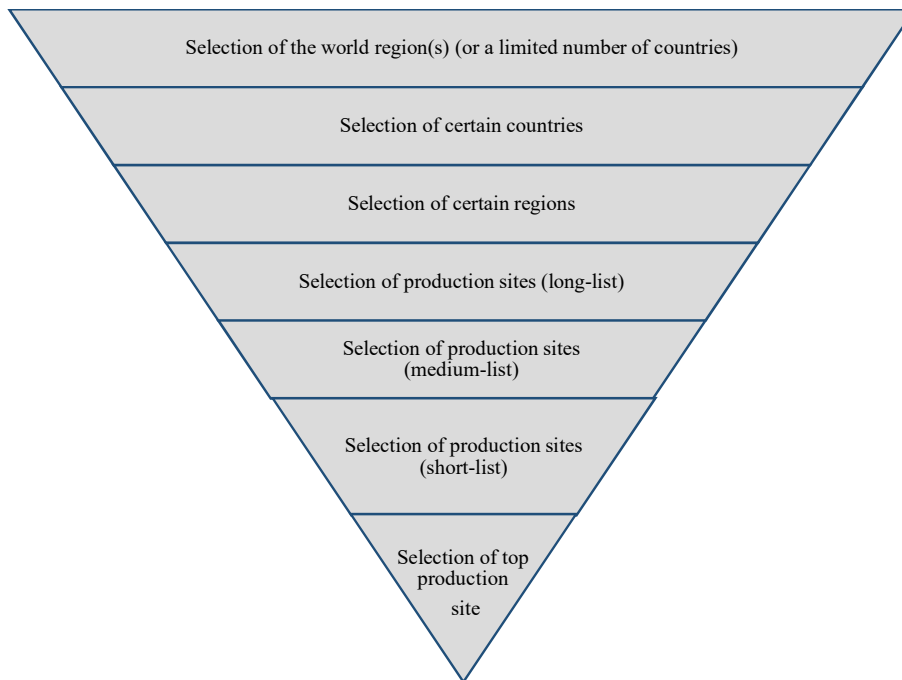 Selection of the world region(s) (or a limited number of countries)
Selection of certain countries
Selection of certain regions
Selection of production sites (long-list)
Selection of production sites
(medium-list)
Selection of production sites
(short-list)
Selection of top
production
site